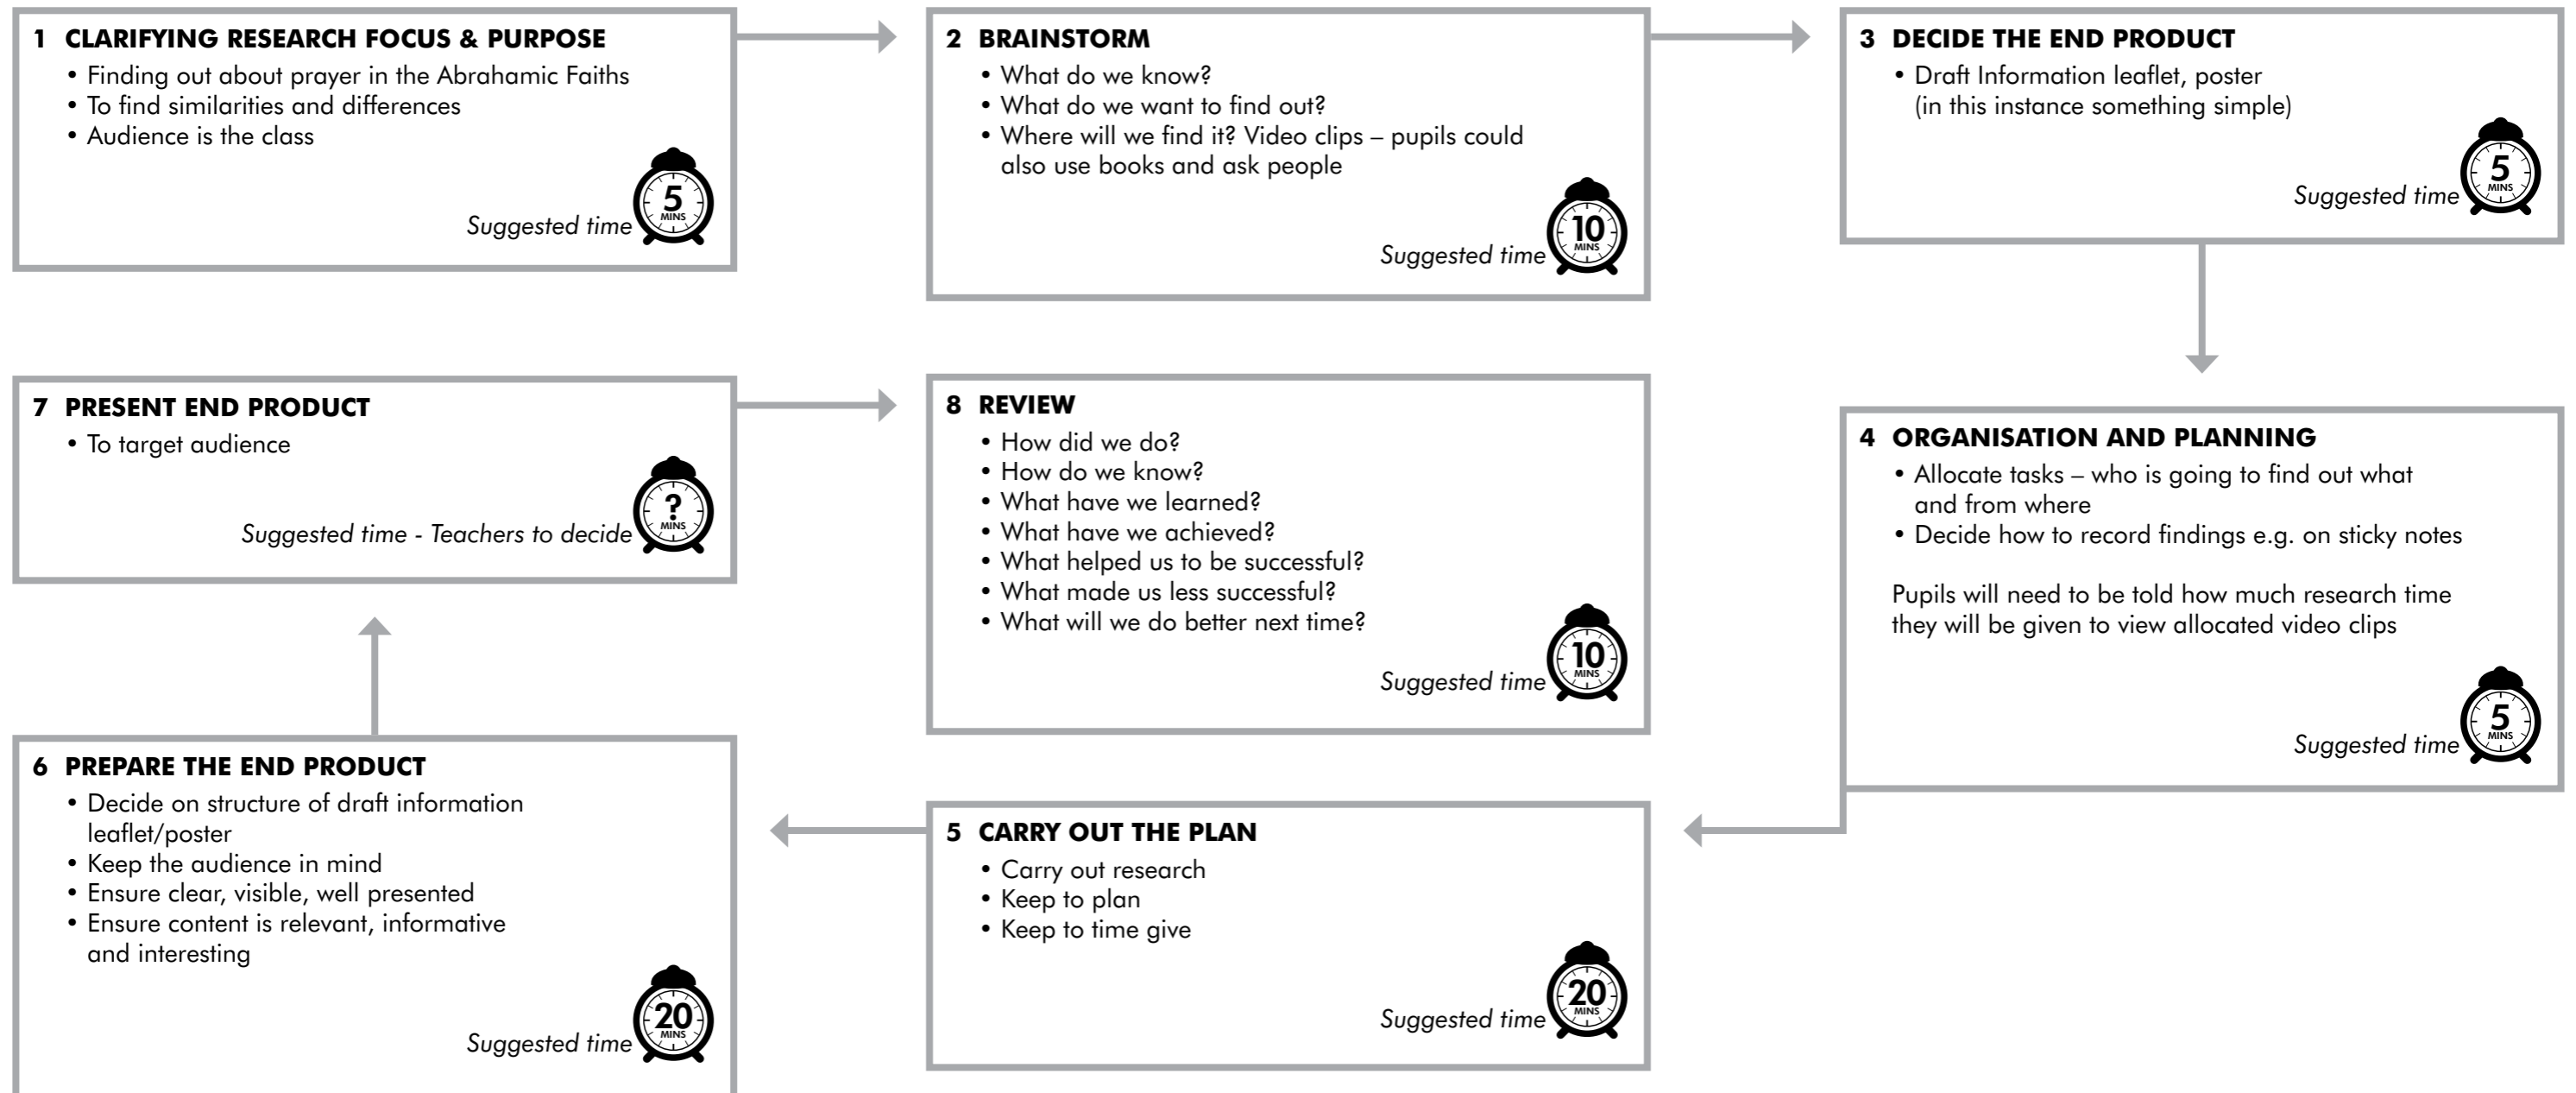 1 CLARIFYING RESEARCH FOCUS & PURPOSE
• Finding out about prayer in the Abrahamic Faiths
• To find similarities and differences
• Audience is the class
Suggested time
5
MINS
2 BRAINSTORM
• What do we know?
• What do we want to find out?
• Where will we find it? Video clips – pupils could
also use books and ask people
Suggested time
10
MINS
3 DECIDE THE END PRODUCT
• Draft Information leaflet, poster
(in this instance something simple)
Suggested time
5
MINS
4 ORGANISATION AND PLANNING
• Allocate tasks – who is going to find out what
and from where
• Decide how to record findings e.g. on sticky notes
Pupils will need to be told how much research time
they will be given to view allocated video clips
Suggested time
5
MINS
5 CARRY OUT THE PLAN
• Carry out research
• Keep to plan
• Keep to time give
Suggested time
20
MINS
6 PREPARE THE END PRODUCT
• Decide on structure of draft information
leaflet/poster
• Keep the audience in mind
• Ensure clear, visible, well presented
• Ensure content is relevant, informative
and interesting
Suggested time
20
MINS
7 PRESENT END PRODUCT
• To target audience
Suggested time - Teachers to decide
?
MINS
8 REVIEW
• How did we do?
• How do we know?
• What have we learned?
• What have we achieved?
• What helped us to be successful?
• What made us less successful?
• What will we do better next time?
Suggested time
10
MINS